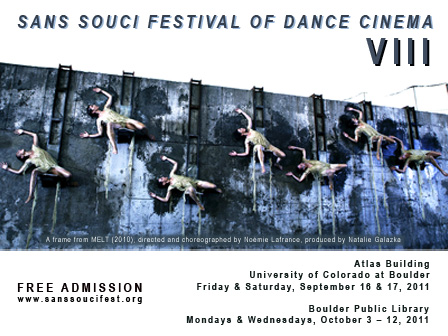 SANS SOUCI FESTIVAL OF DANCE CINEMA
VIII
A frame from MELT (2010), directed and choreographed by Noémie Lafrance, produced by Natalie Galazka
Atlas Building
University of Colorado at Boulder
Friday & Saturday, September 16 & 17, 2011
FREE ADMISSION
www.sanssoucifest.org
Boulder Public Library
Mondays & Wednesdays, October 3 – 12, 2011